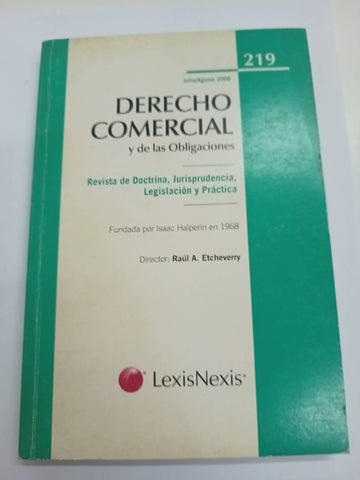 219
Julio/Agosto 2006
DERECHO
COMERCIAL
y de las Obligaciones
Revista de Doctrina, Jurisprudencia,
Legislación y Práctica
Fundada por Isaac Halperin en 1968
Director: Raúl A. Etcheverry
LexisNexis®